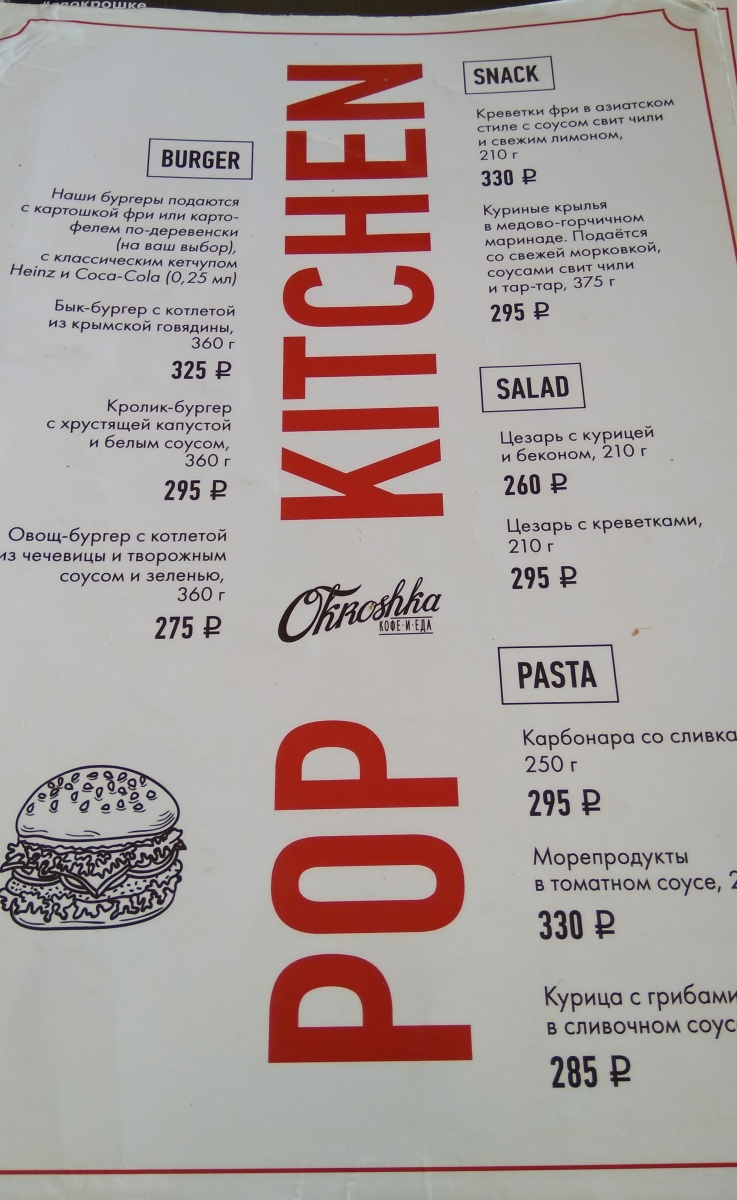 BURGER
Наши бургеры подаются
с картошкой фри или карто-
фелем по-деревенски
(на ваш выбор),
с классическим кетчупом
Heinz и Coca-Cola (0,25 мл)
Бык-бургер с котлетой
из крымской говядины,
360 г
325 ₽
Кролик-бургер
с хрустящей капустой
и белым соусом,
360 г
295 ₽
Овощ-бургер с котлетой
из чечевицы и творожным
соусом и зеленью,
360 г
275 ₽
POP KITCHEN
Okroshka
КОФЕ·И·ЕДА
SNACK
Креветки фри в азиатском
стиле с соусом свит чили
и свежим лимоном,
210 г
330 ₽
Куриные крылья
в медово-горчичном
маринаде. Подаётся
со свежей морковкой,
соусами свит чили
и тар-тар, 375 г
295 ₽
SALAD
Цезарь с курицей
и беконом, 210 г
260 ₽
Цезарь с креветками,
210 г
295 ₽
PASTA
Карбонара со сливка
250 г
295 ₽
Морепродукты
в томатном соусе, 2
330 ₽
Курица с грибами
в сливочном соус
285 ₽